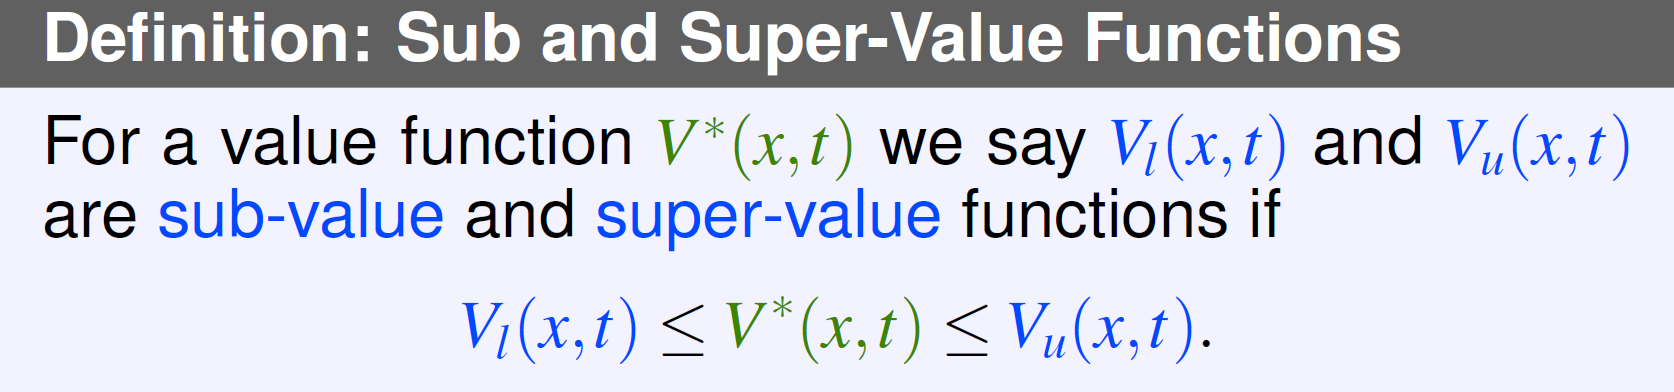 Definition: Sub and Super-Value Functions
For a value function V*(x,t) we say V_l(x,t) and V_u(x,t)
are sub-value and super-value functions if
V_l(x,t) ≤ V*(x,t) ≤ V_u(x,t).